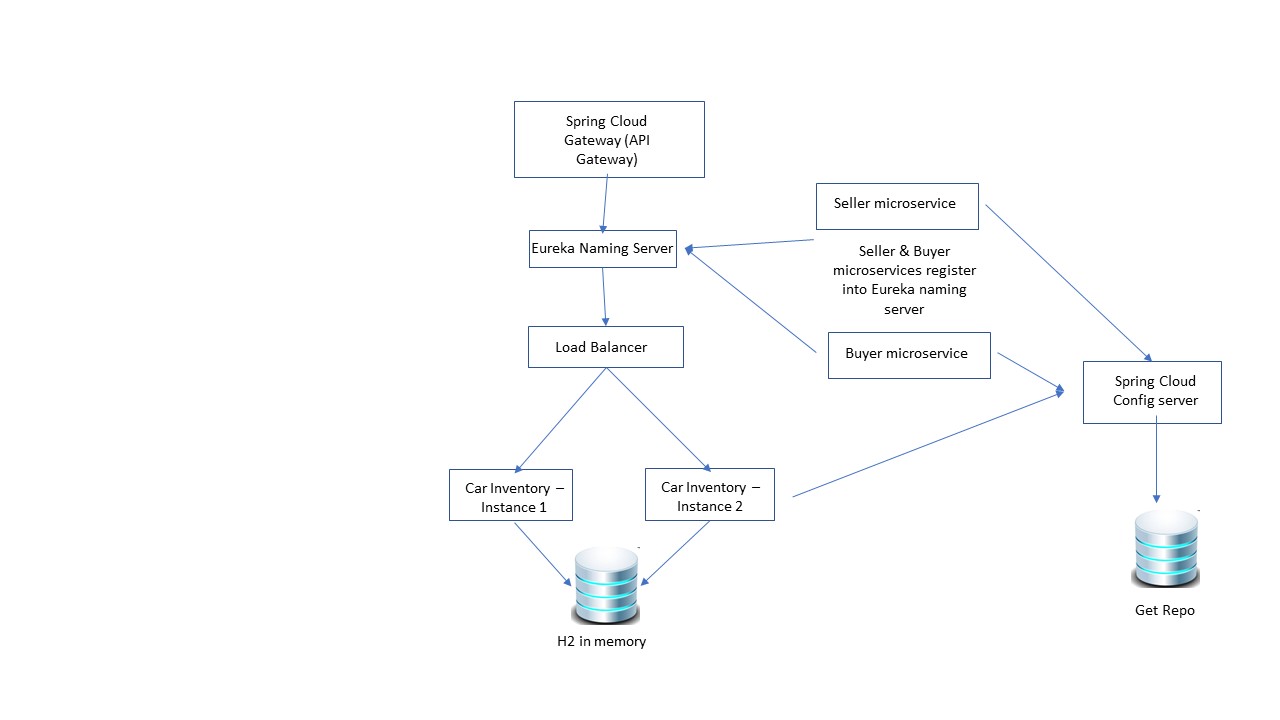 Spring Cloud
Gateway (API
Gateway)
Seller microservice
Eureka Naming Server
Seller & Buyer
microservices register
into Eureka naming
server
Load Balancer
Buyer microservice
Spring Cloud
Config server
Car Inventory –
Instance 1
Car Inventory –
Instance 2
Get Repo
H2 in memory